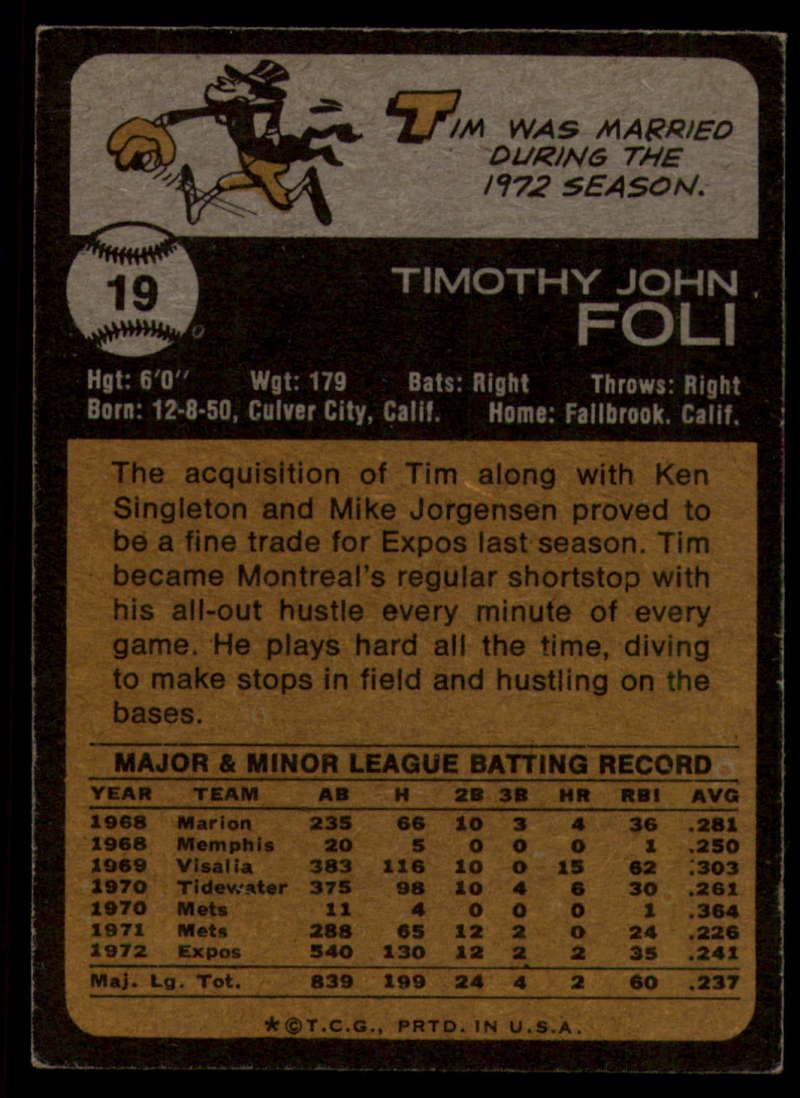 TIM WAS MARRIED
DURING THE
1972 SEASON.
19
TIMOTHY JOHN
FOLI
Hgt: 6'0" Wgt: 179 Bats: Right Throws: Right
Born: 12-8-50, Culver City, Calif. Home: Fallbrook, Calif.
The acquisition of Tim along with Ken
Singleton and Mike Jorgensen proved to
be a fine trade for Expos last season. Tim
became Montreal's regular shortstop with
his all-out hustle every minute of every
game. He plays hard all the time, diving
to make stops in field and hustling on the
bases.
MAJOR & MINOR LEAGUE BATTING RECORD
YEAR TEAM AB H 2B 3B HR RBI AVG
1968 Marion 235 66 10 3 4 36 .281
1968 Memphis 20 5 0 0 0 1 .250
1969 Visalia 383 116 10 0 15 62 .303
1970 Tidewater 375 98 10 4 6 30 .261
1970 Mets 11 4 0 0 0 1 .364
1971 Mets 288 65 12 2 0 24 .226
1972 Expos 540 130 12 2 2 35 .241
Maj. Lg. Tot. 839 199 24 4 2 60 .237
*©T.C.G., PRTD. IN U.S.A.